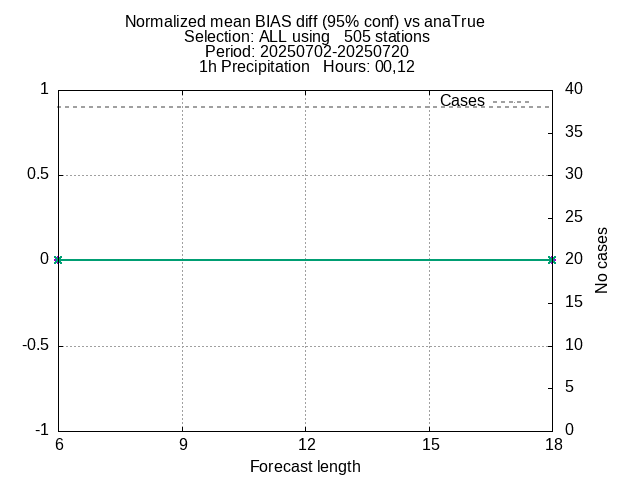 Normalized mean BIAS diff (95% conf) vs anaTrue
Selection: ALL using   505 stations
Period: 20250702-20250720
1h Precipitation   Hours: 00,12
Cases
1
0.5
0
-0.5
-1
40
35
30
25
20
15
10
5
0
No cases
6 9 12 15 18
Forecast length